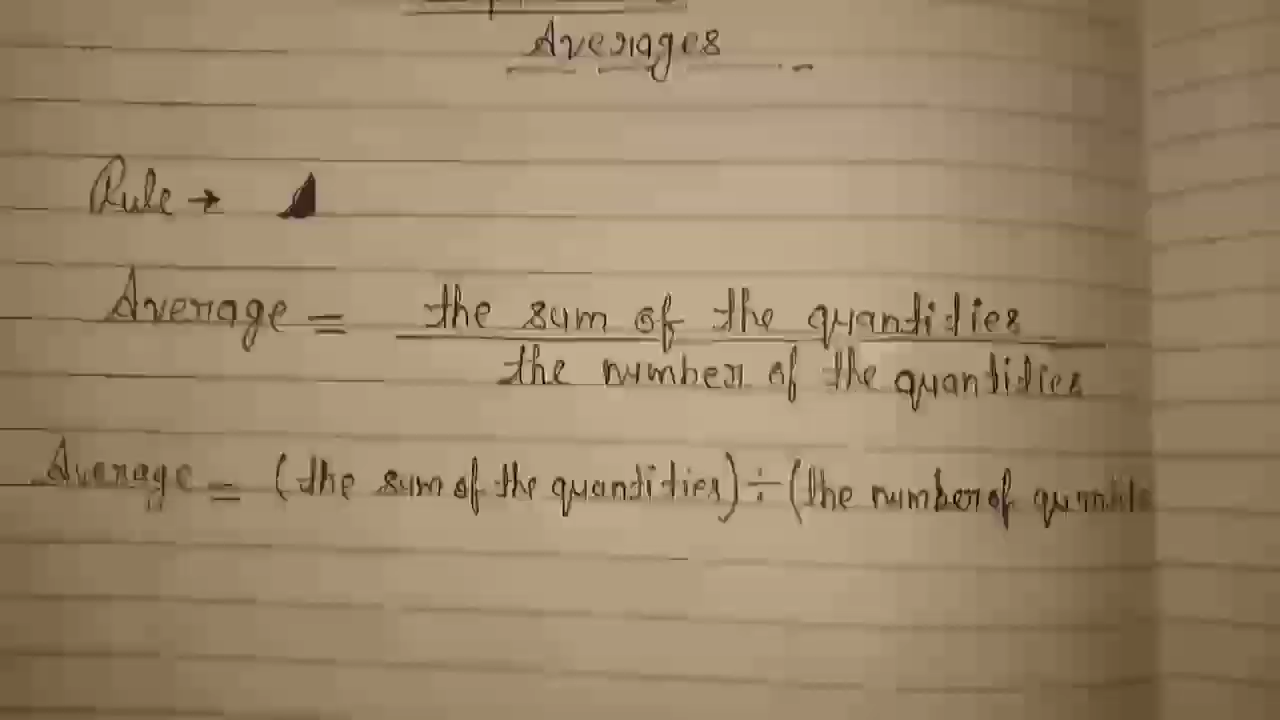 Averages
Rule →
Average = the sum of the quantities
the number of the quantities
Average = (the sum of the quantities) ÷ (the number of